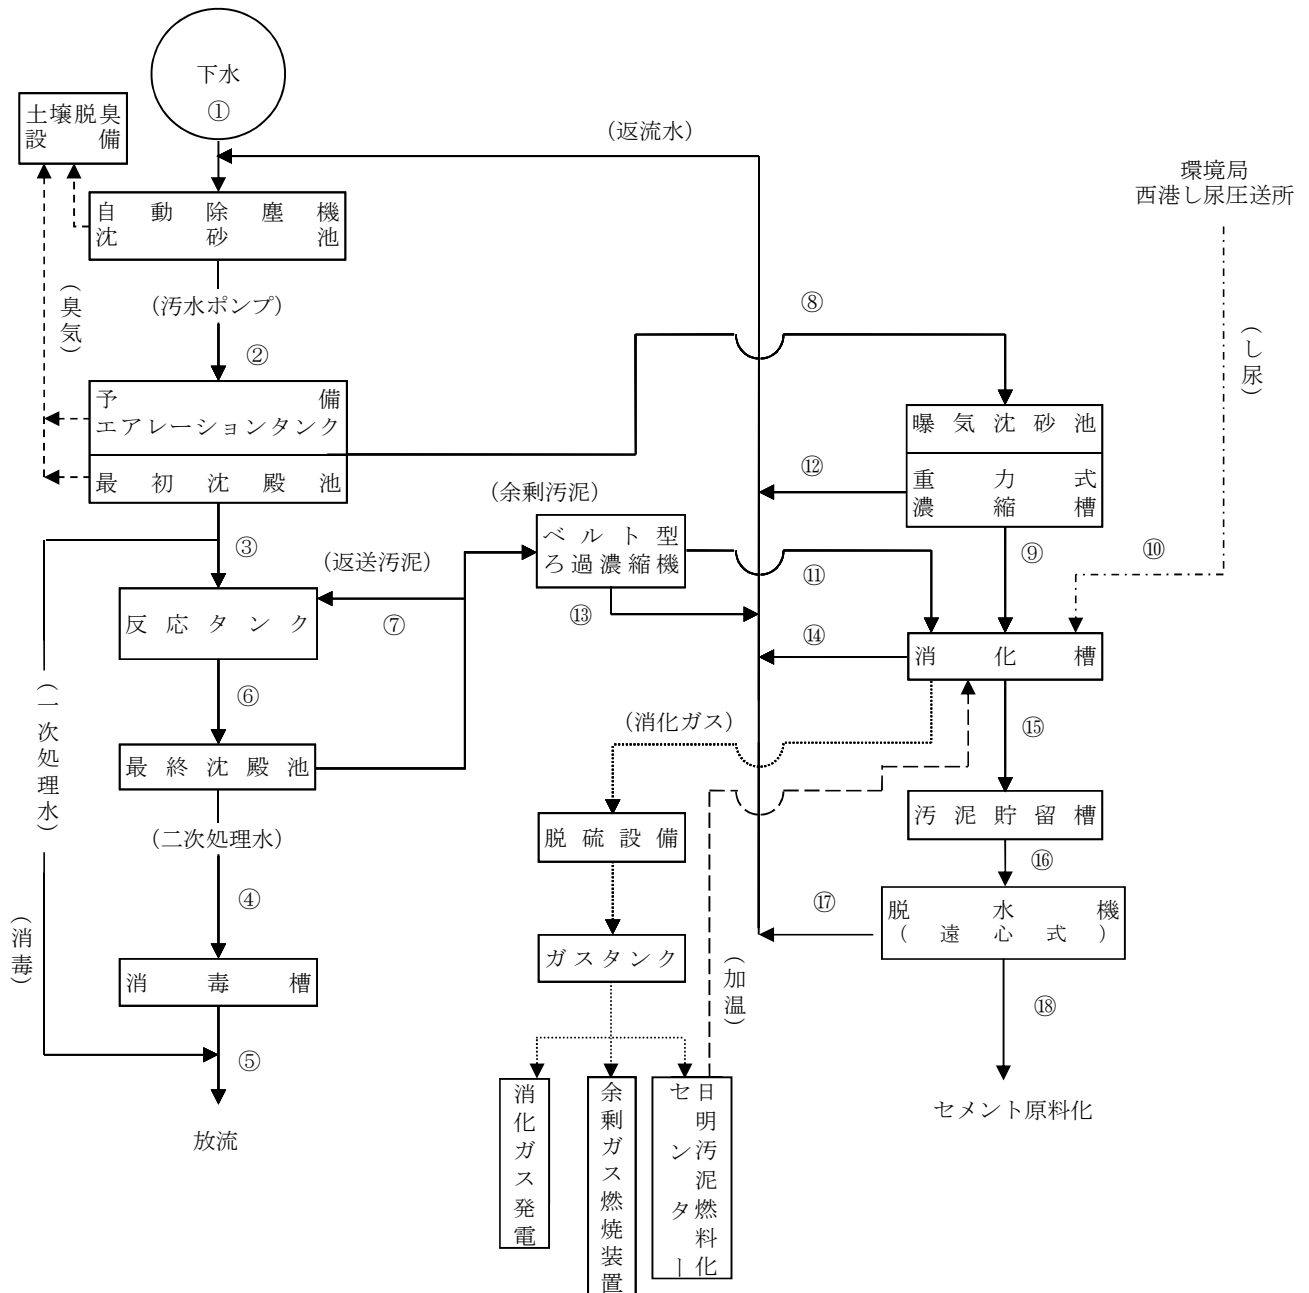 下水
①
土壌脱臭
設備
(返流水)
環境局
西港し尿圧送所
自動除塵機
沈砂池
(臭気)
(汚水ポンプ)
⑧
(し尿)
②
予備
エアレーションタンク
最初沈殿池
曝気沈砂池
重力式
濃縮槽
⑫
(余剰汚泥)
ベルト型
ろ過濃縮機
③
(返送汚泥)
⑨
⑩
⑪
⑬
⑦
反応タンク
⑭
消化槽
⑥
(一次処理水)
(消化ガス)
⑮
最終沈殿池
汚泥貯留槽
(二次処理水)
脱硫設備
⑯
④
脱水機
(遠心式)
⑰
(消毒)
ガスタンク
(加温)
消毒槽
⑱
⑤
放流
消化ガス発電
余剰ガス燃焼装置
日明汚泥燃料化
センター
セメント原料化